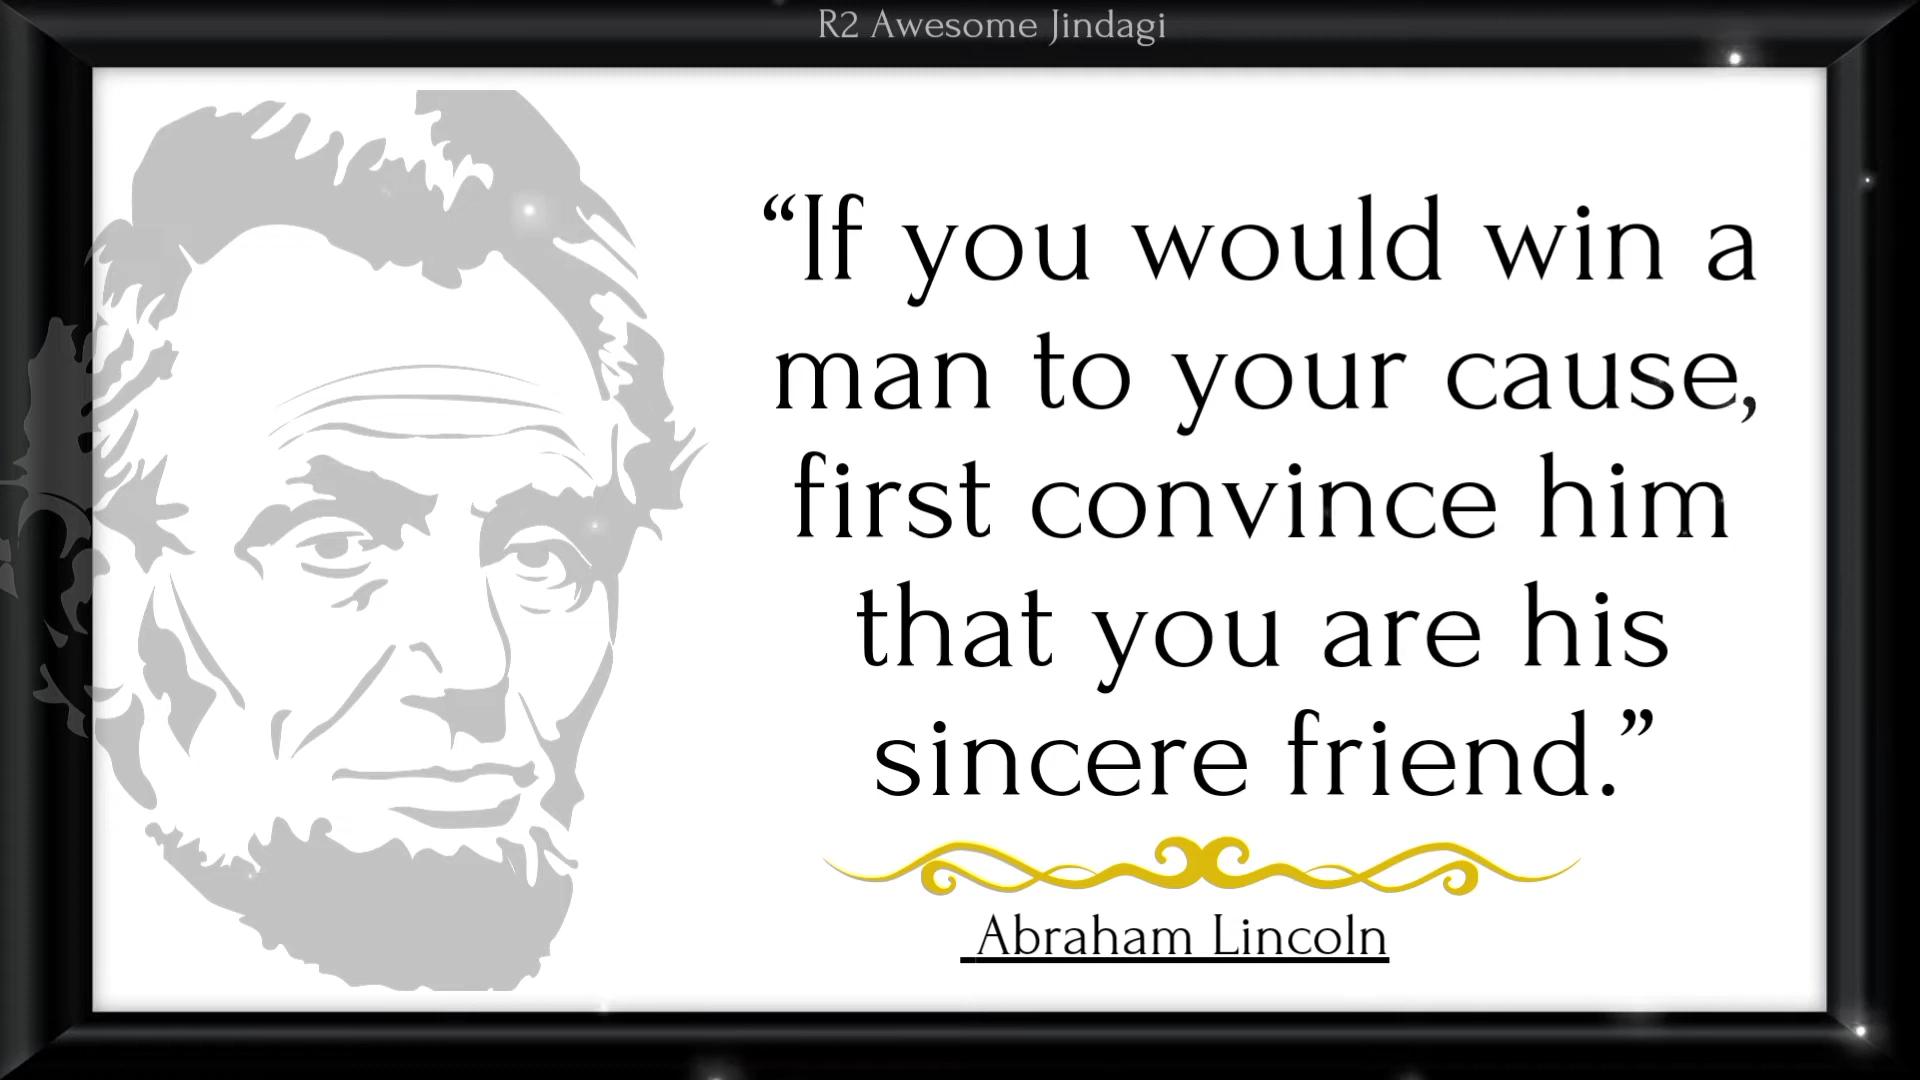 R2 Awesome Jindagi
“If you would win a
man to your cause,
first convince him
that you are his
sincere friend.”
Abraham Lincoln